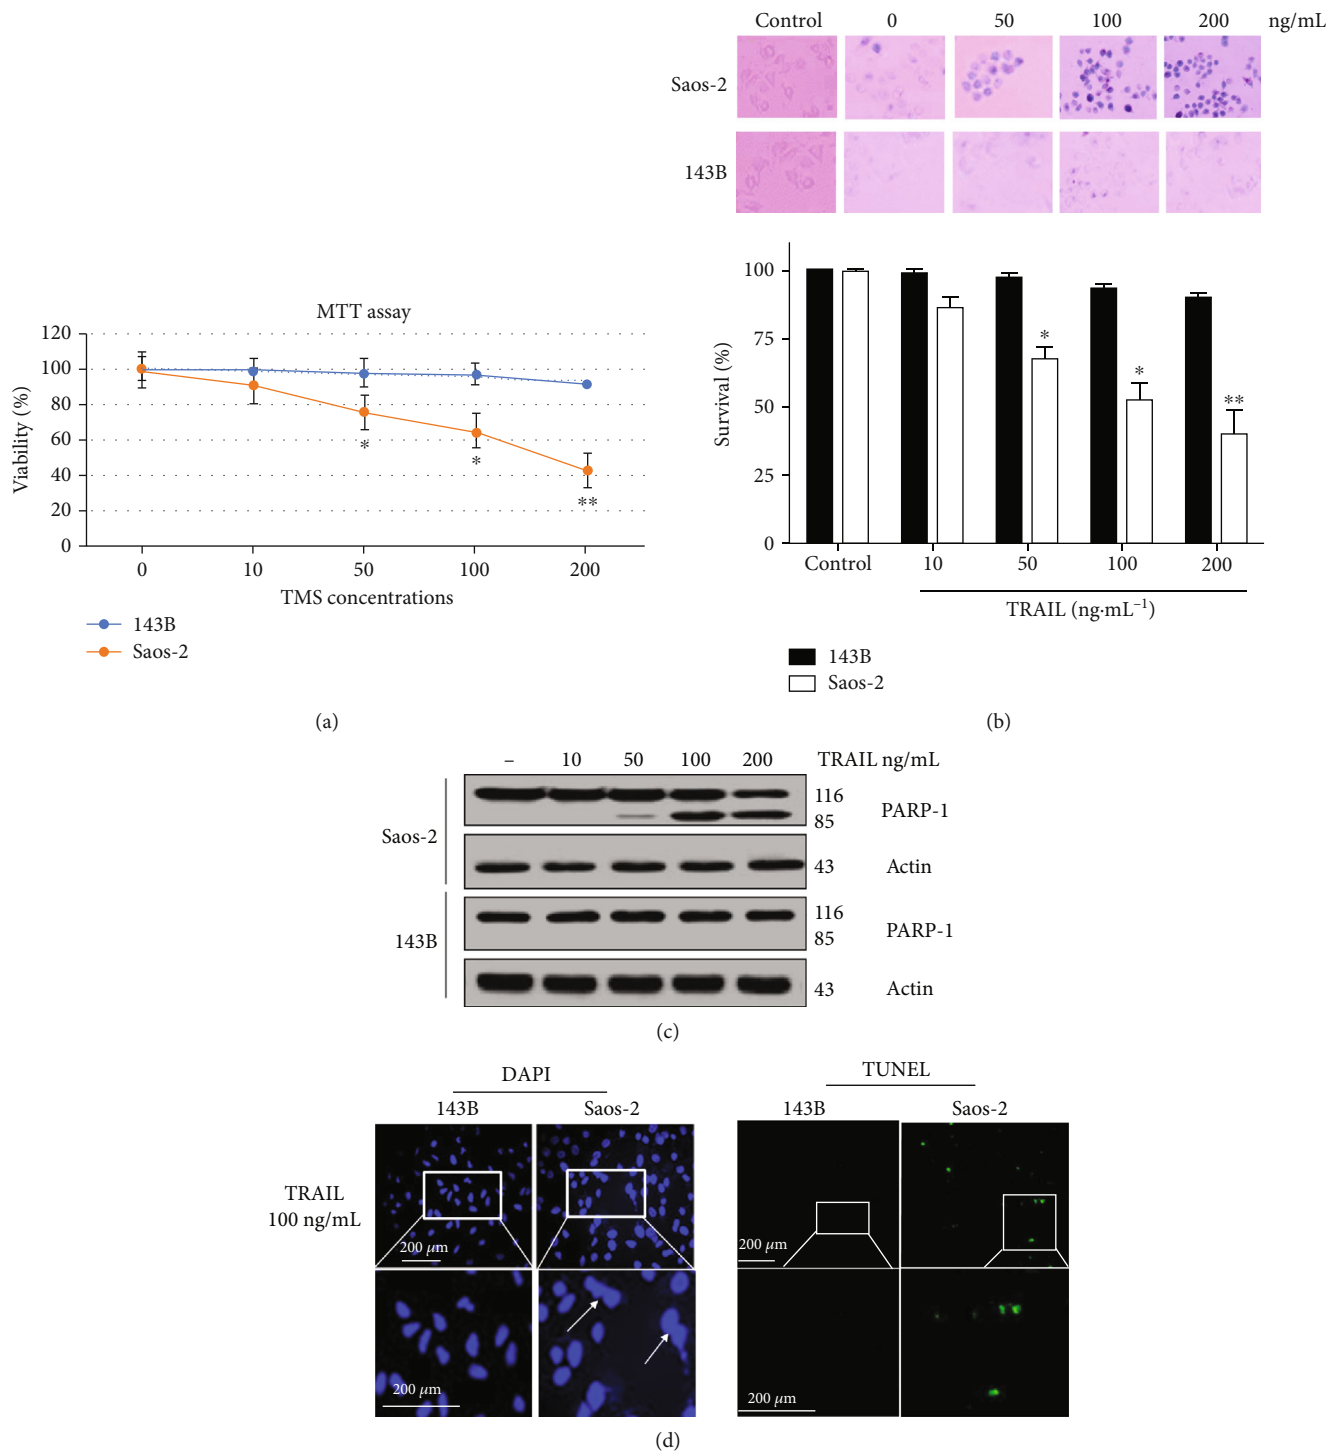 MTT assay
120
100
80
60
40
20
0
Viability (%)
*
*
**
0 10 50 100 200
TMS concentrations
143B
Saos-2
(a)
Control 0 50 100 200 ng/mL
Saos-2
143B
100
75
50
25
0
Survival (%)
*
*
**
Control 10 50 100 200
TRAIL (ng·mL⁻¹)
143B
Saos-2
(b)
– 10 50 100 200 TRAIL ng/mL
Saos-2
116
85
PARP-1
43 Actin
143B
116
85
PARP-1
43 Actin
(c)
DAPI
143B Saos-2
TUNEL
143B Saos-2
TRAIL
100 ng/mL
200 μm
200 μm
200 μm
200 μm
(d)